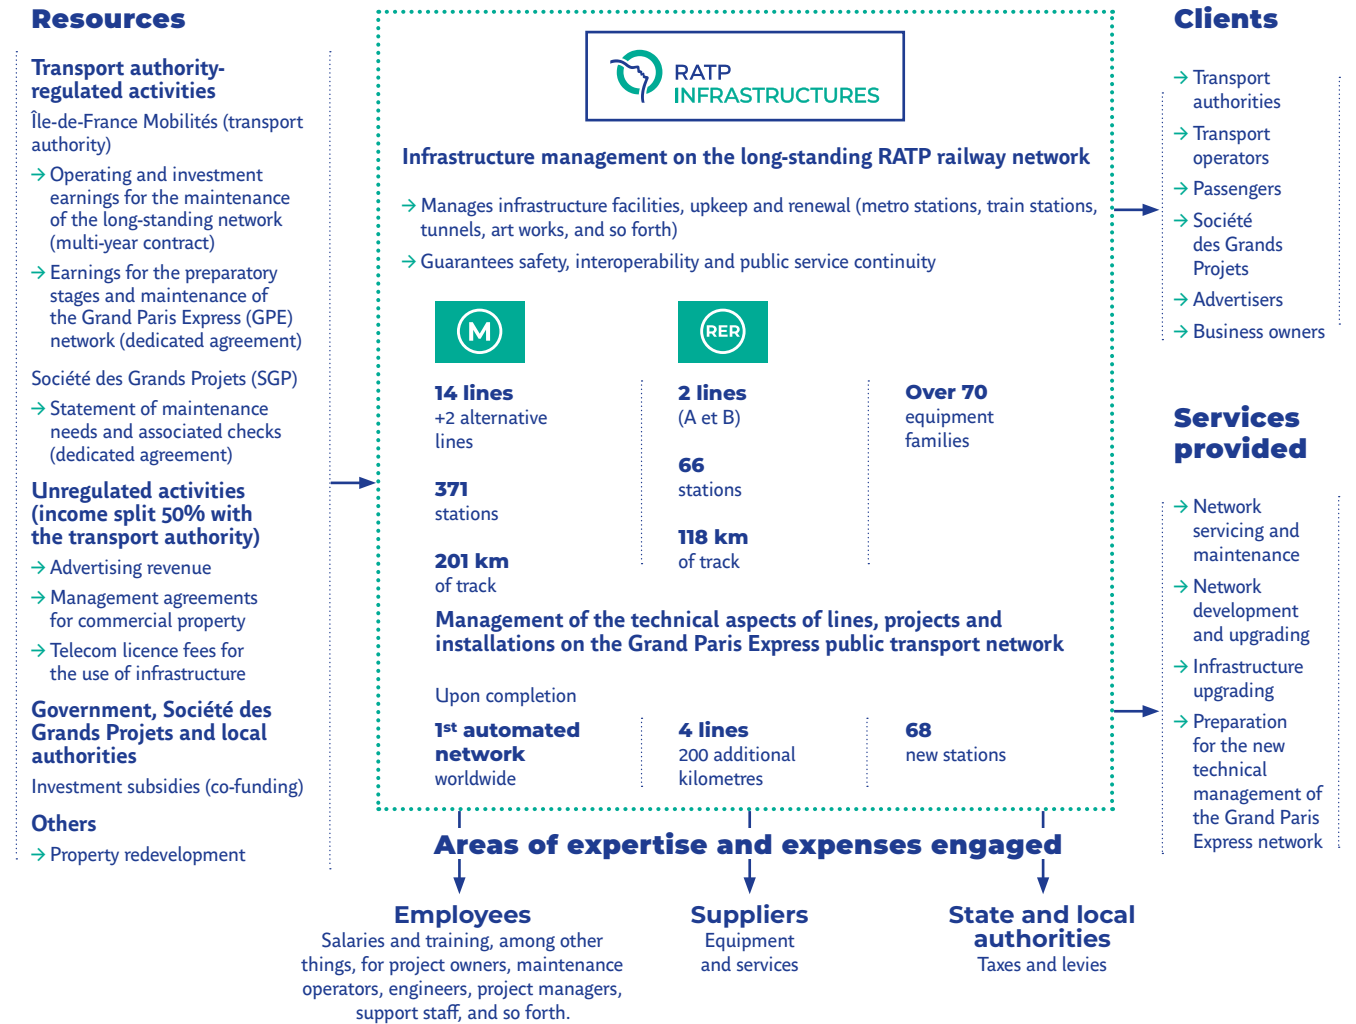 Resources
Transport authority-
regulated activities
Île-de-France Mobilités (transport
authority)
→ Operating and investment
earnings for the maintenance
of the long-standing network
(multi-year contract)
→ Earnings for the preparatory
stages and maintenance of
the Grand Paris Express (GPE)
network (dedicated agreement)
Société des Grands Projets (SGP)
→ Statement of maintenance
needs and associated checks
(dedicated agreement)
Unregulated activities
(income split 50% with
the transport authority)
→ Advertising revenue
→ Management agreements
for commercial property
→ Telecom licence fees for
the use of infrastructure
Government, Société des
Grands Projets and local
authorities
Investment subsidies (co-funding)
Others
→ Property redevelopment
RATP
INFRASTRUCTURES
Infrastructure management on the long-standing RATP railway network
→ Manages infrastructure facilities, upkeep and renewal (metro stations, train stations,
tunnels, art works, and so forth)
→ Guarantees safety, interoperability and public service continuity
M
14 lines
+2 alternative
lines
371
stations
201 km
of track
RER
2 lines
(A et B)
66
stations
118 km
of track
Over 70
equipment
families
Management of the technical aspects of lines, projects and
installations on the Grand Paris Express public transport network
Upon completion
1st automated
network
worldwide
4 lines
200 additional
kilometres
68
new stations
Areas of expertise and expenses engaged
Employees
Salaries and training, among other
things, for project owners, maintenance
operators, engineers, project managers,
support staff, and so forth.
Suppliers
Equipment
and services
State and local
authorities
Taxes and levies
Clients
→ Transport
authorities
→ Transport
operators
→ Passengers
→ Société
des Grands
Projets
→ Advertisers
→ Business owners
Services
provided
→ Network
servicing and
maintenance
→ Network
development
and upgrading
→ Infrastructure
upgrading
→ Preparation
for the new
technical
management of
the Grand Paris
Express network